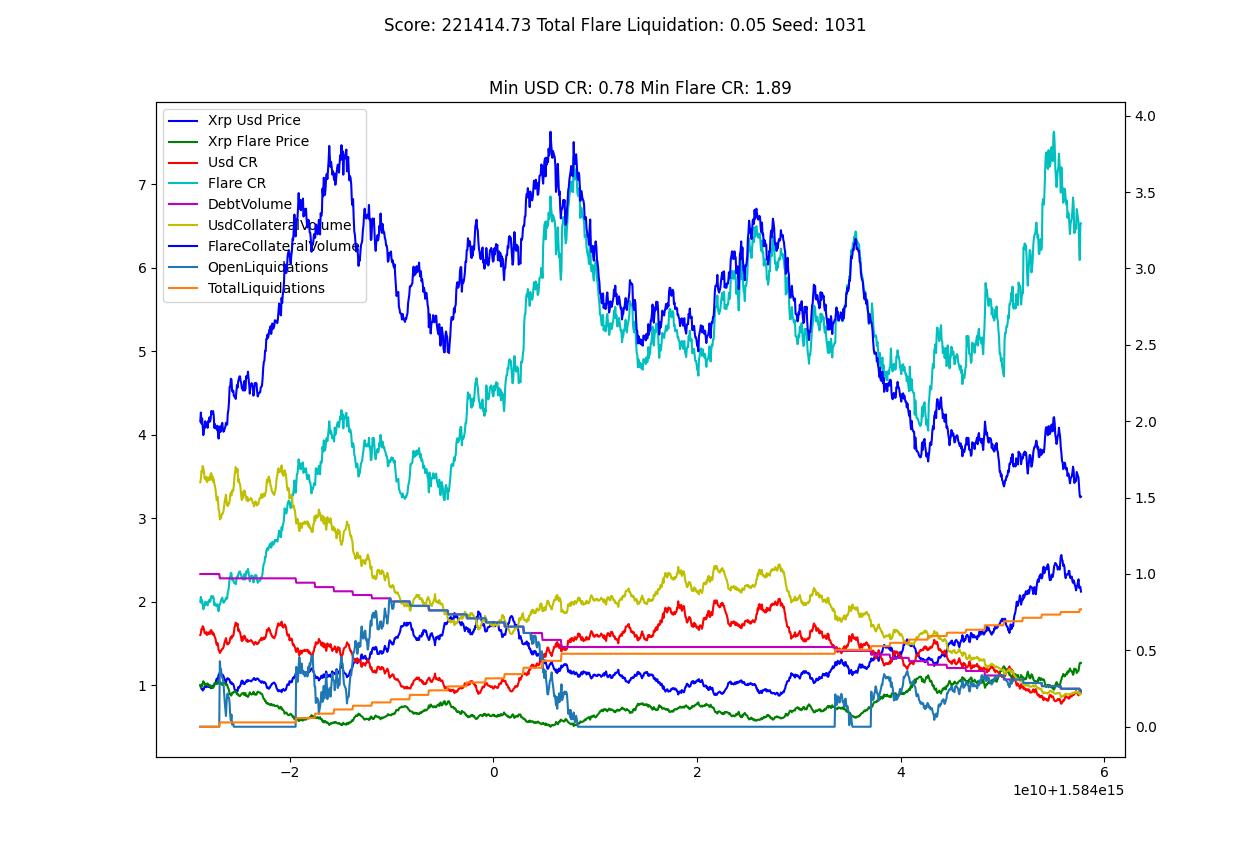 Score: 221414.73 Total Flare Liquidation: 0.05 Seed: 1031
Min USD CR: 0.78 Min Flare CR: 1.89
Xrp Usd Price
Xrp Flare Price
Usd CR
Flare CR
DebtVolume
UsdCollateralVolume
FlareCollateralVolume
OpenLiquidations
TotalLiquidations
7
6
5
4
3
2
1
4.0
3.5
3.0
2.5
2.0
1.5
1.0
0.5
0.0
−2
0
2
4
6
1e10+1.584e15